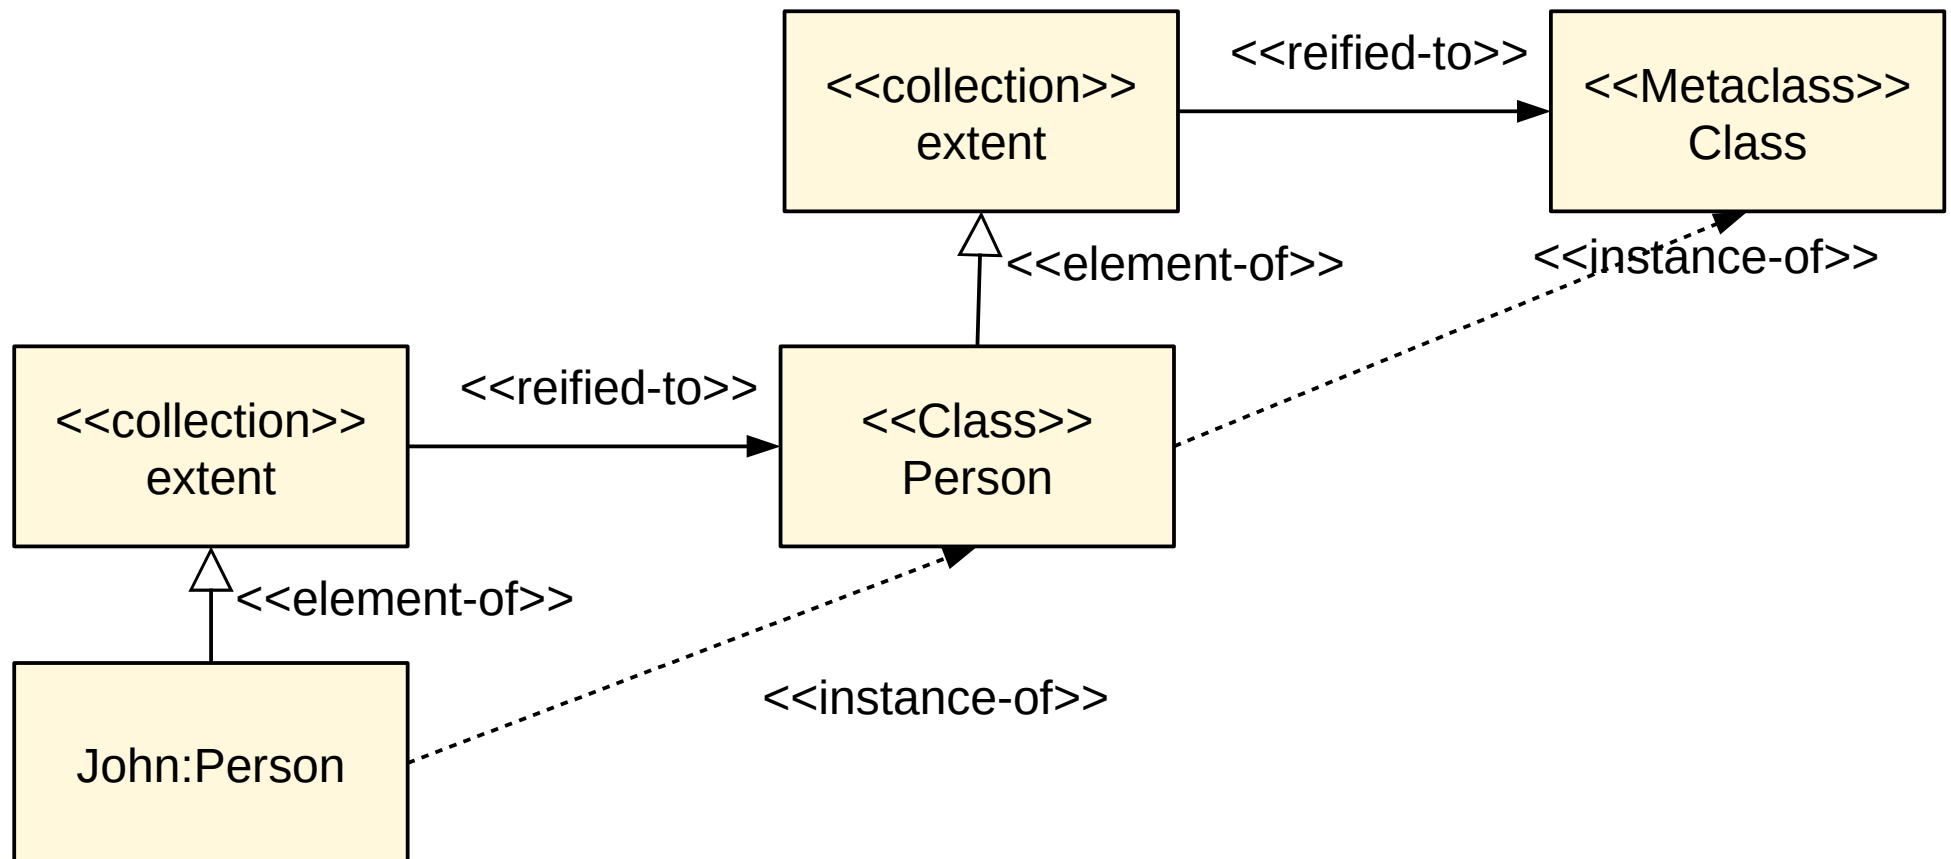 <<collection>>
extent
<<reified-to>>
<<Metaclass>>
Class
<<element-of>>
<<instance-of>>
<<collection>>
extent
<<reified-to>>
<<Class>>
Person
<<element-of>>
<<instance-of>>
John:Person